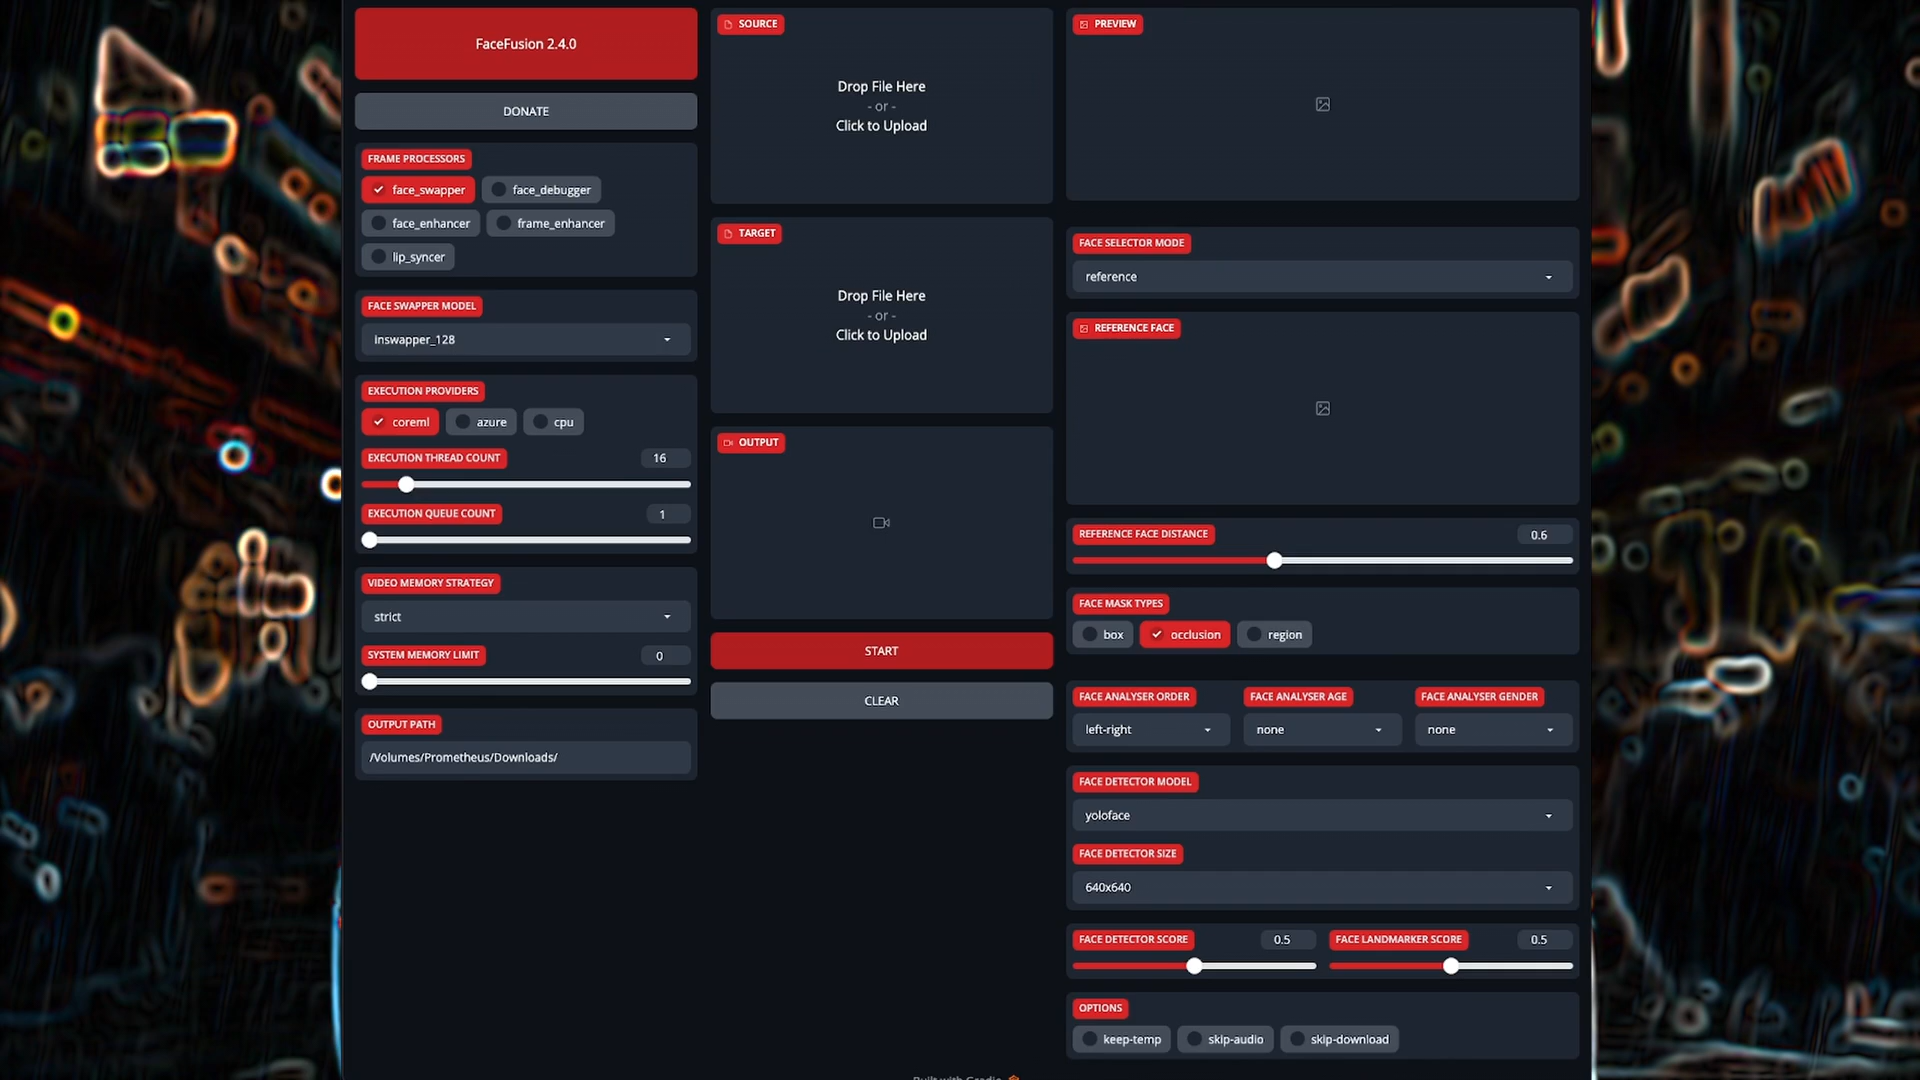 FaceFusion 2.4.0
DONATE
FRAME PROCESSORS
face_swapper
face_debugger
face_enhancer
frame_enhancer
lip_syncer
FACE SWAPPER MODEL
inswapper_128
EXECUTION PROVIDERS
coreml
azure
cpu
EXECUTION THREAD COUNT
16
EXECUTION QUEUE COUNT
1
VIDEO MEMORY STRATEGY
strict
SYSTEM MEMORY LIMIT
0
OUTPUT PATH
/Volumes/Prometheus/Downloads/
SOURCE
Drop File Here
- or -
Click to Upload
TARGET
Drop File Here
- or -
Click to Upload
OUTPUT
START
CLEAR
PREVIEW
FACE SELECTOR MODE
reference
REFERENCE FACE
REFERENCE FACE DISTANCE
0.6
FACE MASK TYPES
box
occlusion
region
FACE ANALYSER ORDER
left-right
FACE ANALYSER AGE
none
FACE ANALYSER GENDER
none
FACE DETECTOR MODEL
yoloface
FACE DETECTOR SIZE
640x640
FACE DETECTOR SCORE
0.5
FACE LANDMARKER SCORE
0.5
OPTIONS
keep-temp
skip-audio
skip-download
Built with Gradio